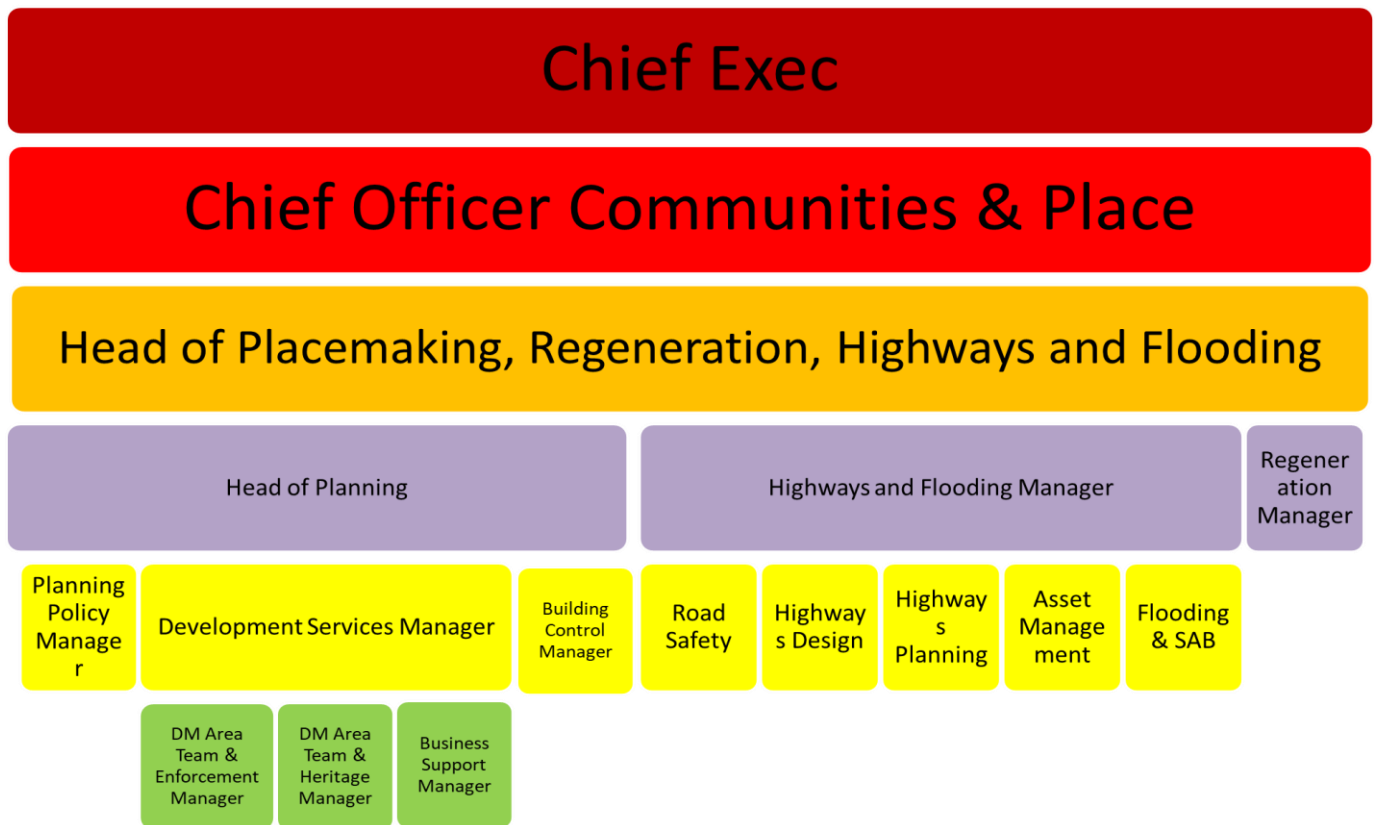 Chief Exec
Chief Officer Communities & Place
Head of Placemaking, Regeneration, Highways and Flooding
Head of Planning
Highways and Flooding Manager
Regener
ation
Manager
Planning
Policy
Manage
r
Development Services Manager
Building
Control
Manager
Road
Safety
Highway
s Design
Highway
s
Planning
Asset
Manage
ment
Flooding
& SAB
DM Area
Team &
Enforcement
Manager
DM Area
Team &
Heritage
Manager
Business
Support
Manager